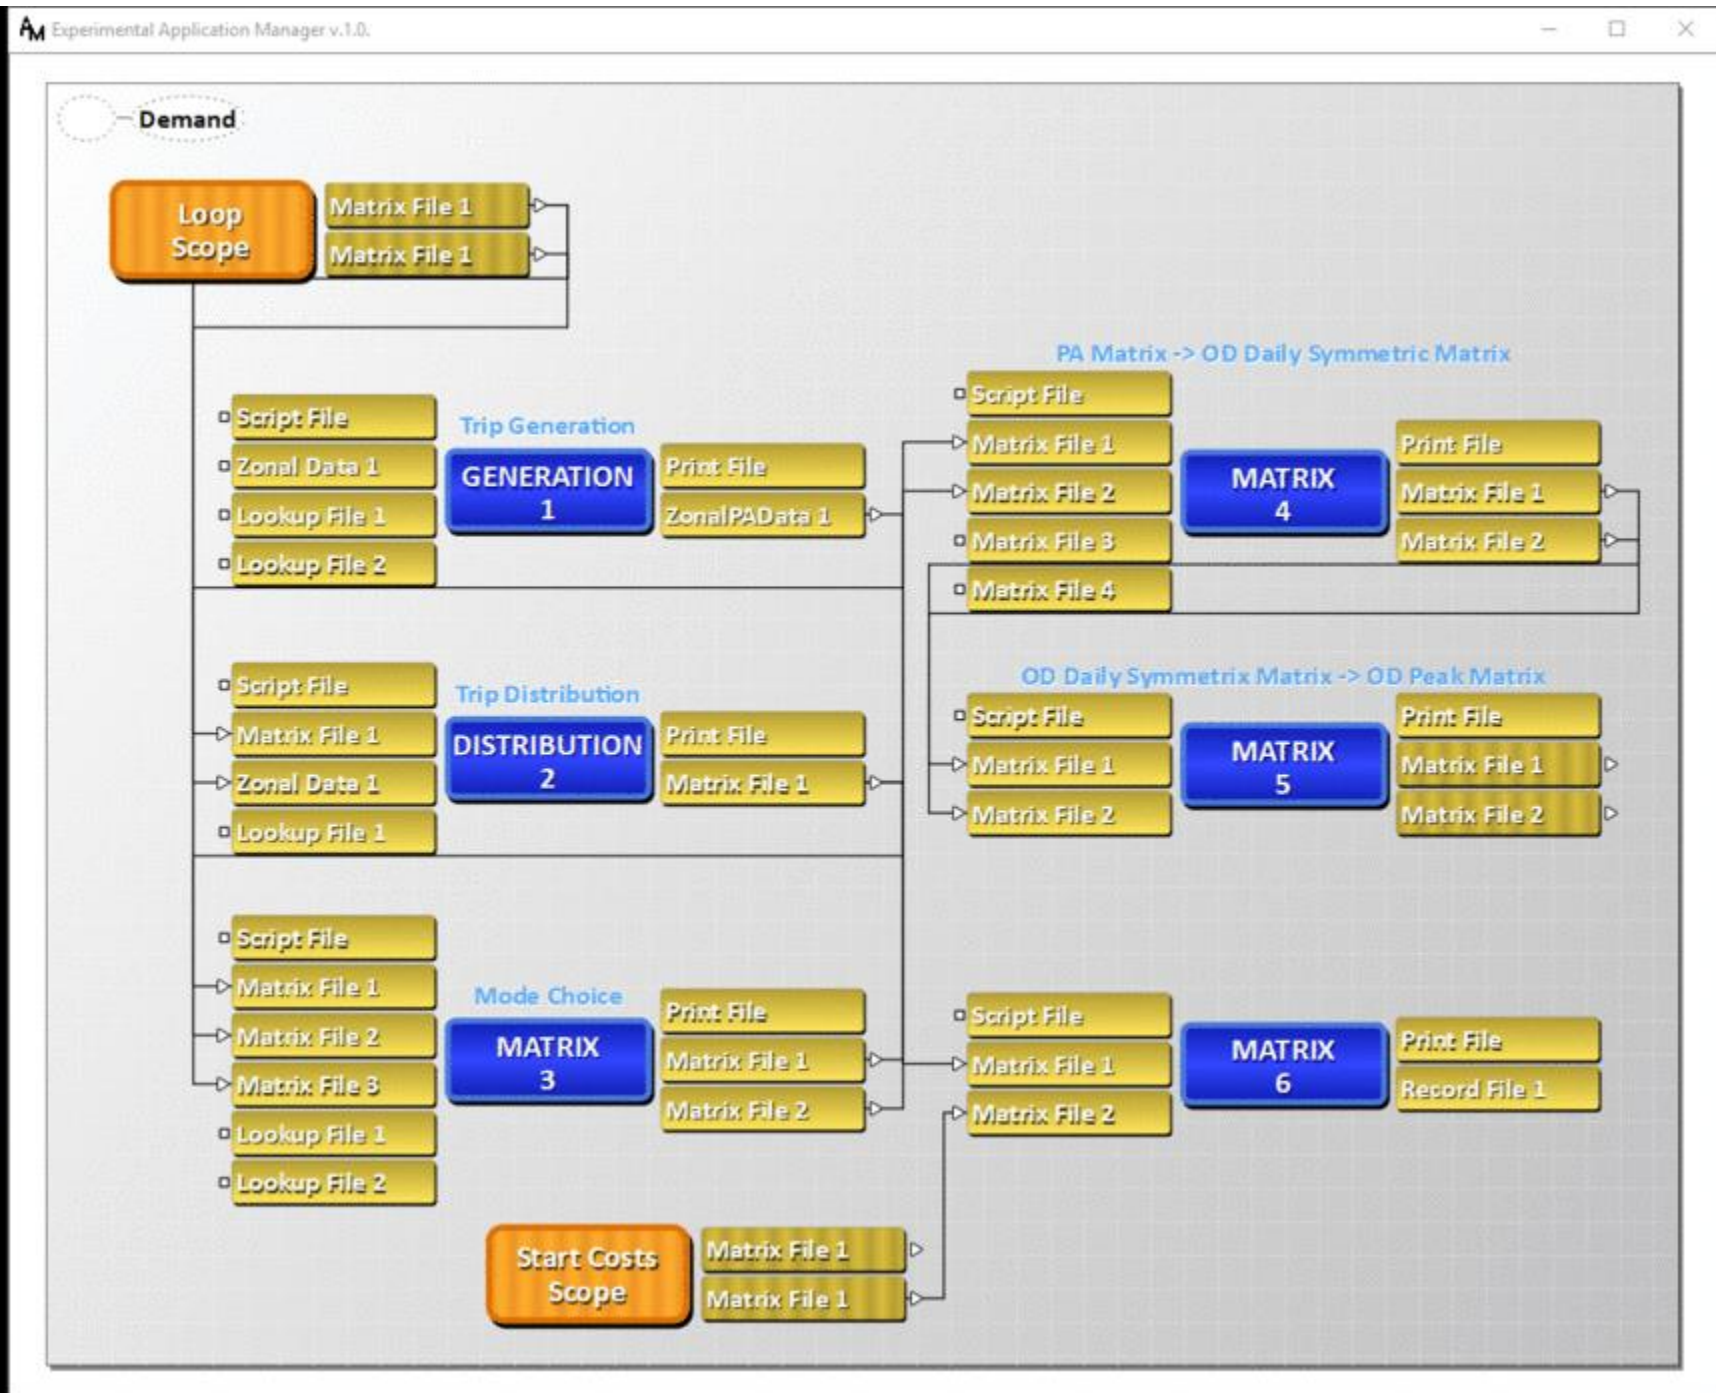 AM Experimental Application Manager v.1.0.
Demand
Loop
Scope
Matrix File 1
Matrix File 1
Script File
Zonal Data 1
Lookup File 1
Lookup File 2
Trip Generation
GENERATION
1
Print File
ZonalPAData 1
Script File
Matrix File 1
Zonal Data 1
Lookup File 1
Trip Distribution
DISTRIBUTION
2
Print File
Matrix File 1
Script File
Matrix File 1
Matrix File 2
Matrix File 3
Lookup File 1
Lookup File 2
Mode Choice
MATRIX
3
Print File
Matrix File 1
Matrix File 2
Start Costs
Scope
Matrix File 1
Matrix File 1
PA Matrix -> OD Daily Symmetric Matrix
Script File
Matrix File 1
Matrix File 2
Matrix File 3
Matrix File 4
MATRIX
4
Print File
Matrix File 1
Matrix File 2
OD Daily Symmetrix Matrix -> OD Peak Matrix
Script File
Matrix File 1
Matrix File 2
MATRIX
5
Print File
Matrix File 1
Matrix File 2
Script File
Matrix File 1
Matrix File 2
MATRIX
6
Print File
Record File 1